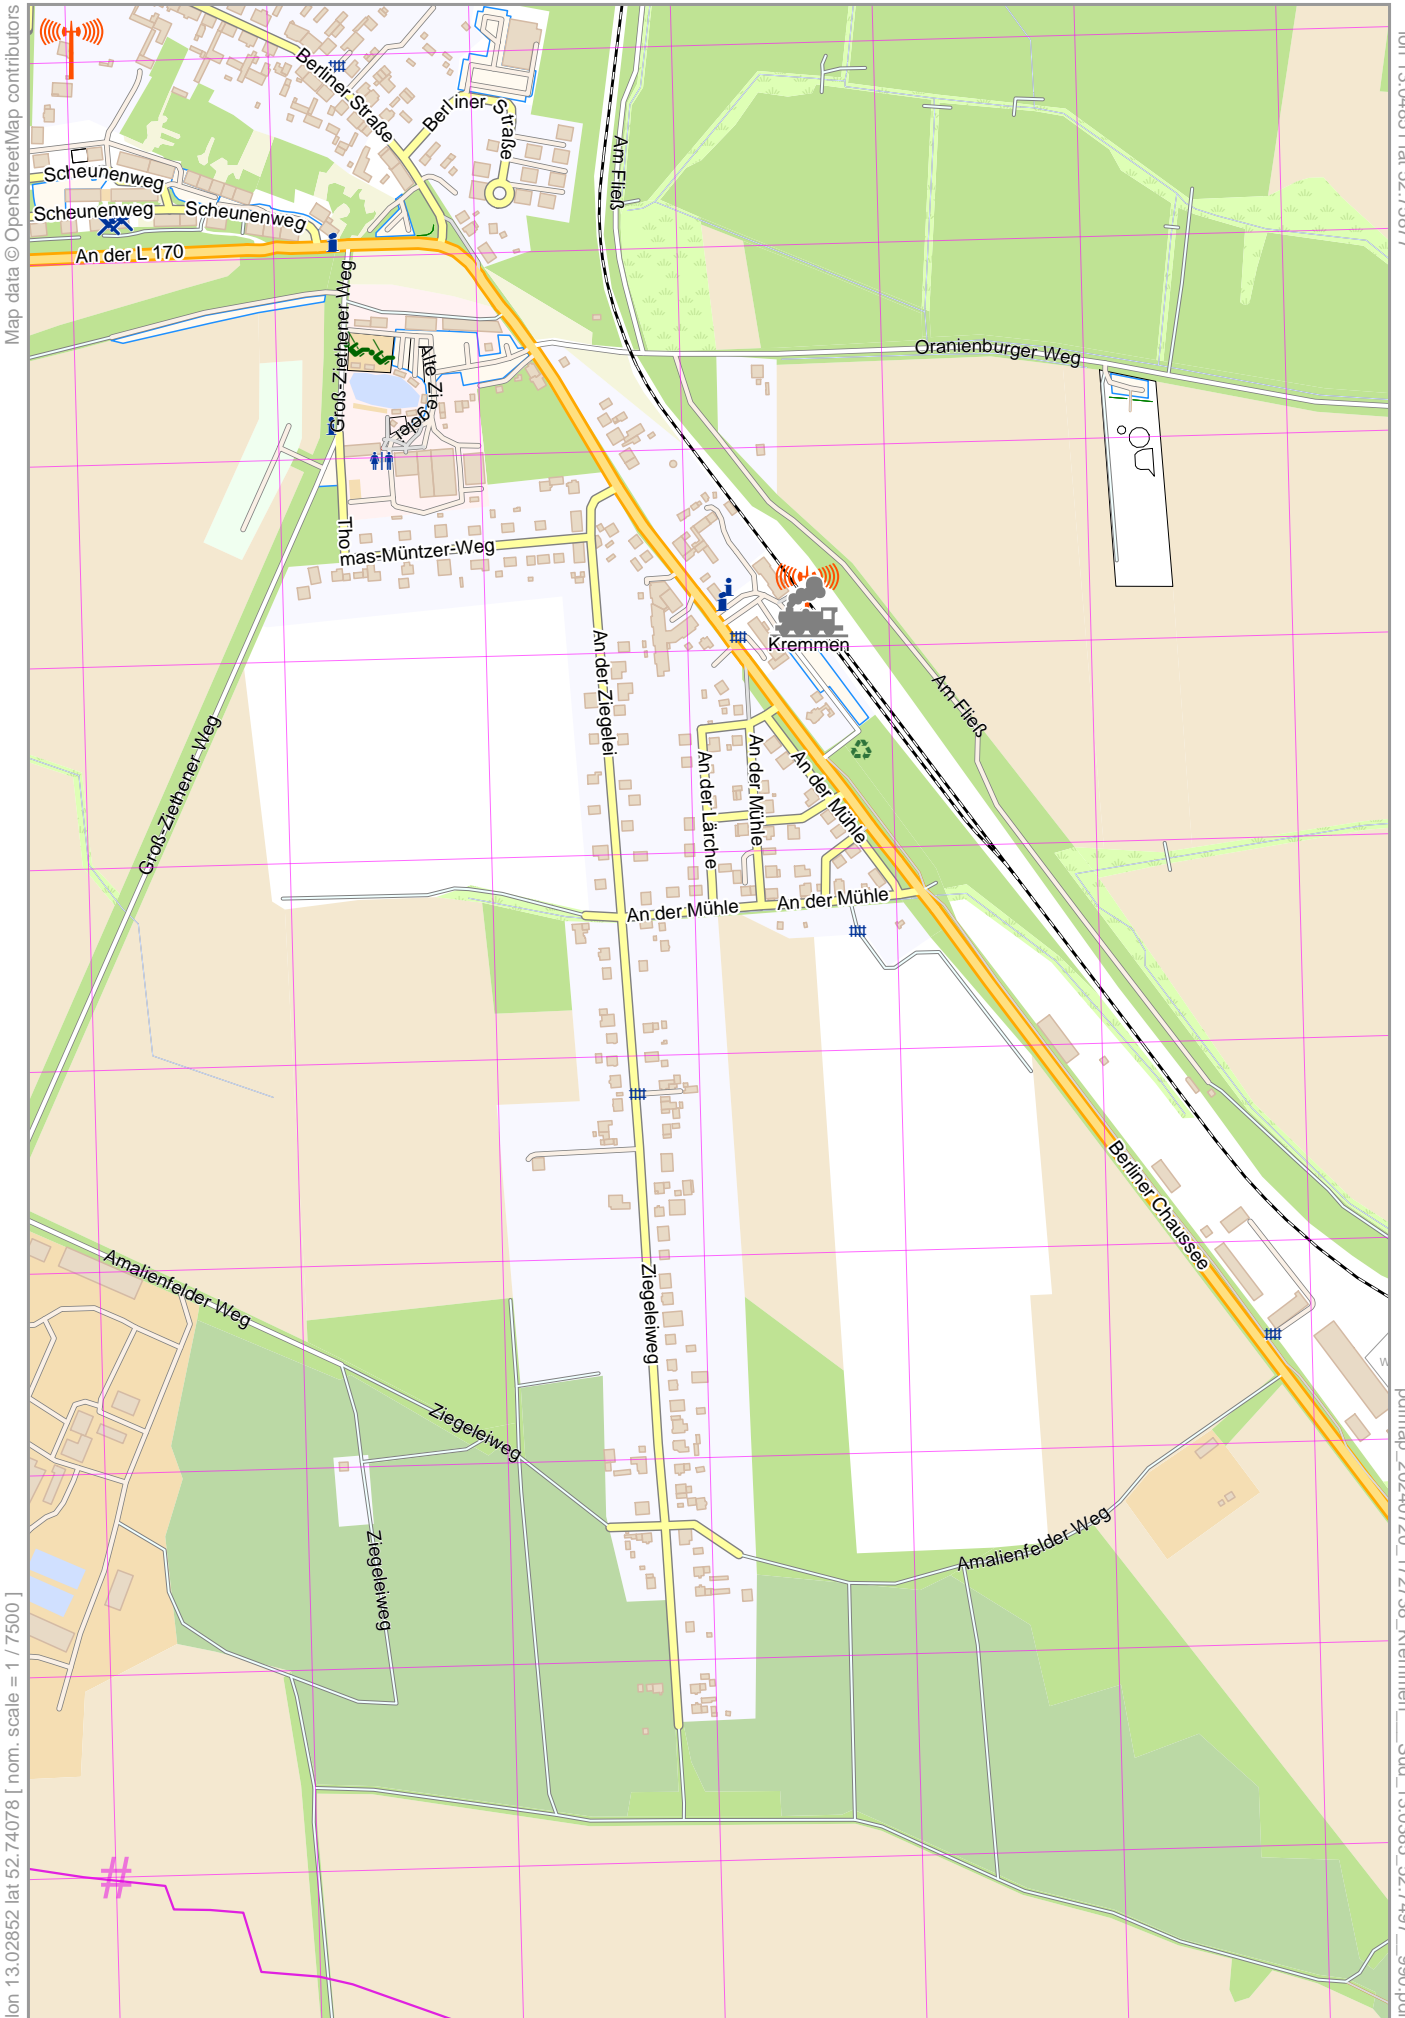 Map data © OpenStreetMap contributors
Berliner Straße
Berliner Straße
Am Fließ
Scheunenweg
Scheunenweg
Scheunenweg
An der L 170
Groß-Ziethener Weg
Alte Ziegelei
Oranienburger Weg
Thomas-Müntzer-Weg
Kremmen
An der Ziegelei
Am Fließ
Groß-Ziethener Weg
An der Lärche
An der Mühle
An der Mühle
An der Mühle
An der Mühle
Berliner Chaussee
Amalienfelder Weg
Ziegeleiweg
Ziegeleiweg
Ziegeleiweg
Amalienfelder Weg
#
lon 13.02852 lat 52.74078 [ nom. scale = 1 / 7500 ]